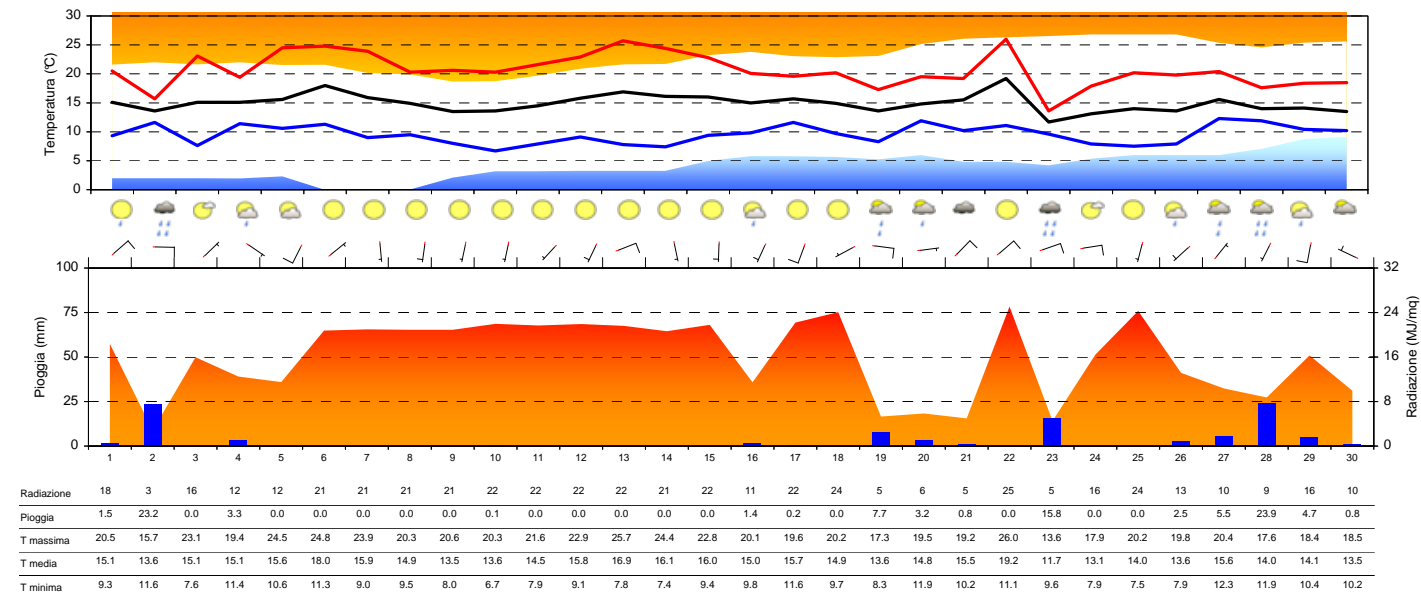 30
25
20
15
10
5
0
Temperatura (°C)
100
75
50
25
0
Pioggia (mm)
32
24
16
8
0
Radiazione (MJ/mq)
1 2 3 4 5 6 7 8 9 10 11 12 13 14 15 16 17 18 19 20 21 22 23 24 25 26 27 28 29 30
Radiazione 18 3 16 12 12 21 21 21 21 22 22 22 22 21 22 11 22 24 5 6 5 25 5 16 24 13 10 9 16 10
Pioggia 1.5 23.2 0.0 3.3 0.0 0.0 0.0 0.0 0.0 0.1 0.0 0.0 0.0 0.0 0.0 1.4 0.2 0.0 7.7 3.2 0.8 0.0 15.8 0.0 0.0 2.5 5.5 23.9 4.7 0.8
T massima 20.5 15.7 23.1 19.4 24.5 24.8 23.9 20.3 20.6 20.3 21.6 22.9 25.7 24.4 22.8 20.1 19.6 20.2 17.3 19.5 19.2 26.0 13.6 17.9 20.2 19.8 20.4 17.6 18.4 18.5
T media 15.1 13.6 15.1 15.1 15.6 18.0 15.9 14.9 13.5 13.6 14.5 15.8 16.9 16.1 16.0 15.0 15.7 14.9 13.6 14.8 15.5 19.2 11.7 13.1 14.0 13.6 15.6 14.0 14.1 13.5
T minima 9.3 11.6 7.6 11.4 10.6 11.3 9.0 9.5 8.0 6.7 7.9 9.1 7.8 7.4 9.4 9.8 11.6 9.7 8.3 11.9 10.2 11.1 9.6 7.9 7.5 7.9 12.3 11.9 10.4 10.2